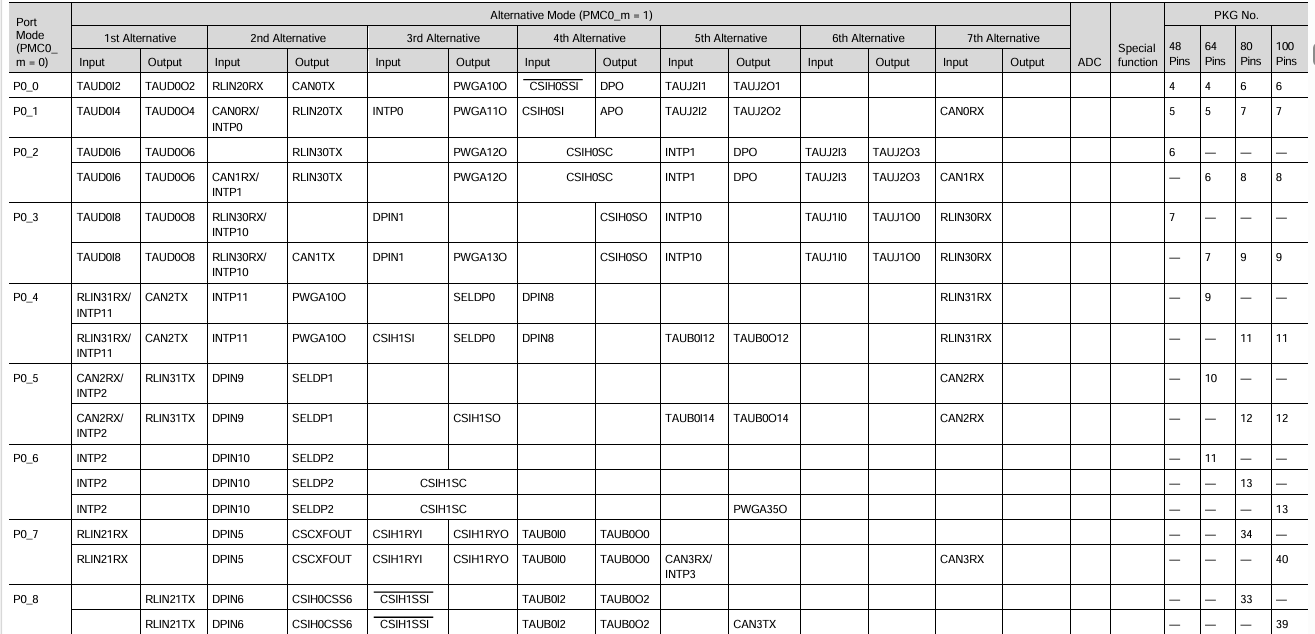 Port Mode (PMC0_ m = 0) Alternative Mode (PMC0_m = 1) ADC Special function PKG No.
1st Alternative 2nd Alternative 3rd Alternative 4th Alternative 5th Alternative 6th Alternative 7th Alternative 48 Pins 64 Pins 80 Pins 100 Pins
Input Output Input Output Input Output Input Output Input Output Input Output Input Output
P0_0 TAUD0I2 TAUD0O2 RLIN20RX CAN0TX PWGA10O CSIH0SSI DPO TAUJ2I1 TAUJ2O1 4 4 6 6
P0_1 TAUD0I4 TAUD0O4 CAN0RX/ INTP0 RLIN20TX INTP0 PWGA11O CSIH0SI APO TAUJ2I2 TAUJ2O2 CAN0RX 5 5 7 7
P0_2 TAUD0I6 TAUD0O6 RLIN30TX PWGA12O CSIH0SC INTP1 DPO TAUJ2I3 TAUJ2O3 6 — — —
TAUD0I6 TAUD0O6 CAN1RX/ INTP1 RLIN30TX PWGA12O CSIH0SC INTP1 DPO TAUJ2I3 TAUJ2O3 CAN1RX — 6 8 8
P0_3 TAUD0I8 TAUD0O8 RLIN30RX/ INTP10 DPIN1 CSIH0SO INTP10 TAUJ1I0 TAUJ1O0 RLIN30RX 7 — — —
TAUD0I8 TAUD0O8 RLIN30RX/ INTP10 CAN1TX DPIN1 PWGA13O CSIH0SO INTP10 TAUJ1I0 TAUJ1O0 RLIN30RX — 7 9 9
P0_4 RLIN31RX/ INTP11 CAN2TX INTP11 PWGA10O SELDP0 DPIN8 RLIN31RX — 9 — —
RLIN31RX/ INTP11 CAN2TX INTP11 PWGA10O CSIH1SI SELDP0 DPIN8 TAUB0I12 TAUB0O12 RLIN31RX — — 11 11
P0_5 CAN2RX/ INTP2 RLIN31TX DPIN9 SELDP1 CAN2RX — 10 — —
CAN2RX/ INTP2 RLIN31TX DPIN9 SELDP1 CSIH1SO TAUB0I14 TAUB0O14 CAN2RX — — 12 12
P0_6 INTP2 DPIN10 SELDP2 — 11 — —
INTP2 DPIN10 SELDP2 CSIH1SC — — 13 —
INTP2 DPIN10 SELDP2 CSIH1SC PWGA35O — — — 13
P0_7 RLIN21RX DPIN5 CSCXFOUT CSIH1RYI CSIH1RYO TAUB0I0 TAUB0O0 — — 34 —
RLIN21RX DPIN5 CSCXFOUT CSIH1RYI CSIH1RYO TAUB0I0 TAUB0O0 CAN3RX/ INTP3 CAN3RX — — — 40
P0_8 RLIN21TX DPIN6 CSIH0CSS6 CSIH1SSI TAUB0I2 TAUB0O2 — — 33 —
RLIN21TX DPIN6 CSIH0CSS6 CSIH1SSI TAUB0I2 TAUB0O2 CAN3TX — — — 39